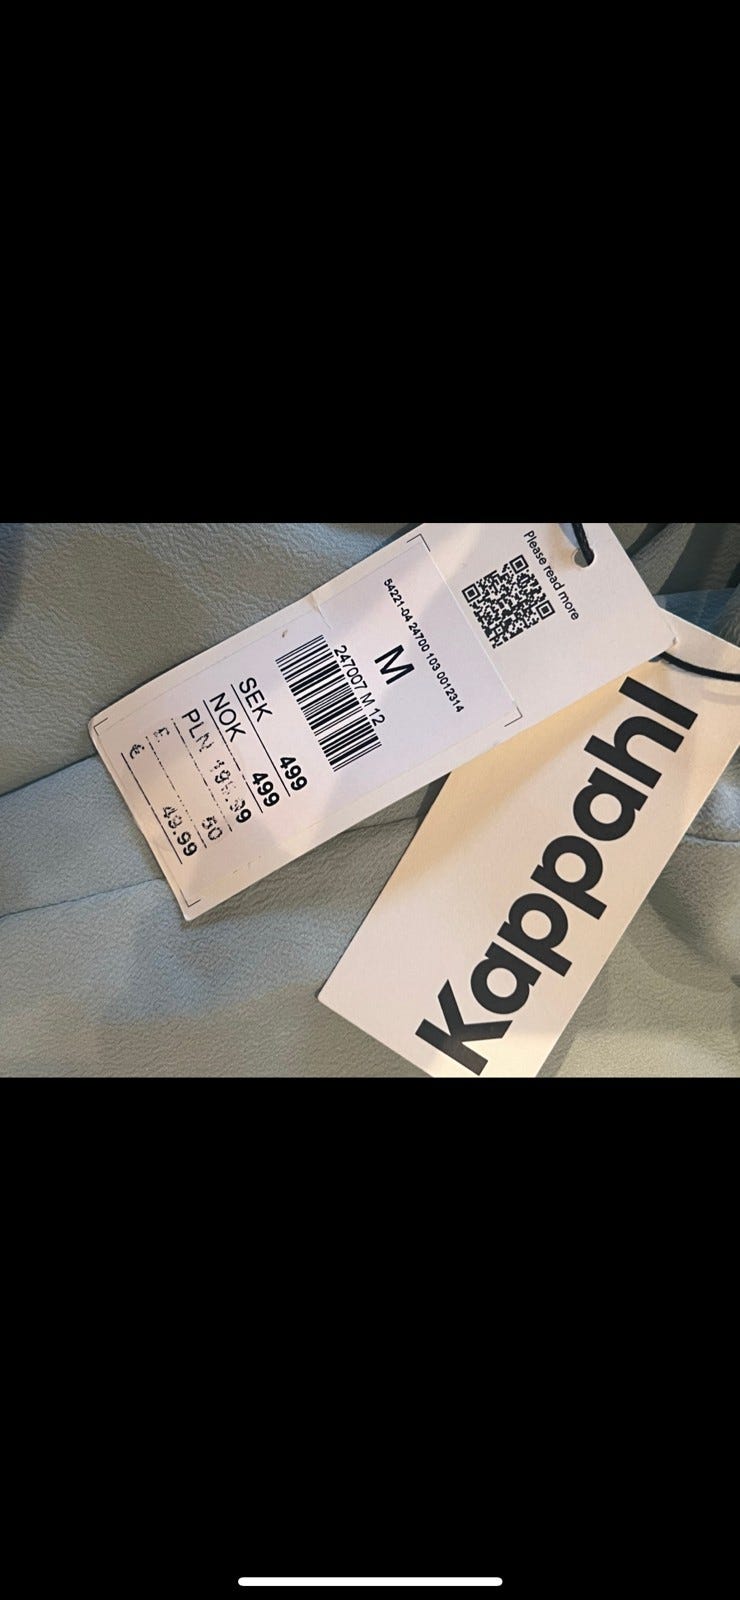 Please read more
54221-04 24700 103 0012314
M
247007 M 12
SEK 499
NOK 499
PLN
£ 50
€ 49.99
Kappahl